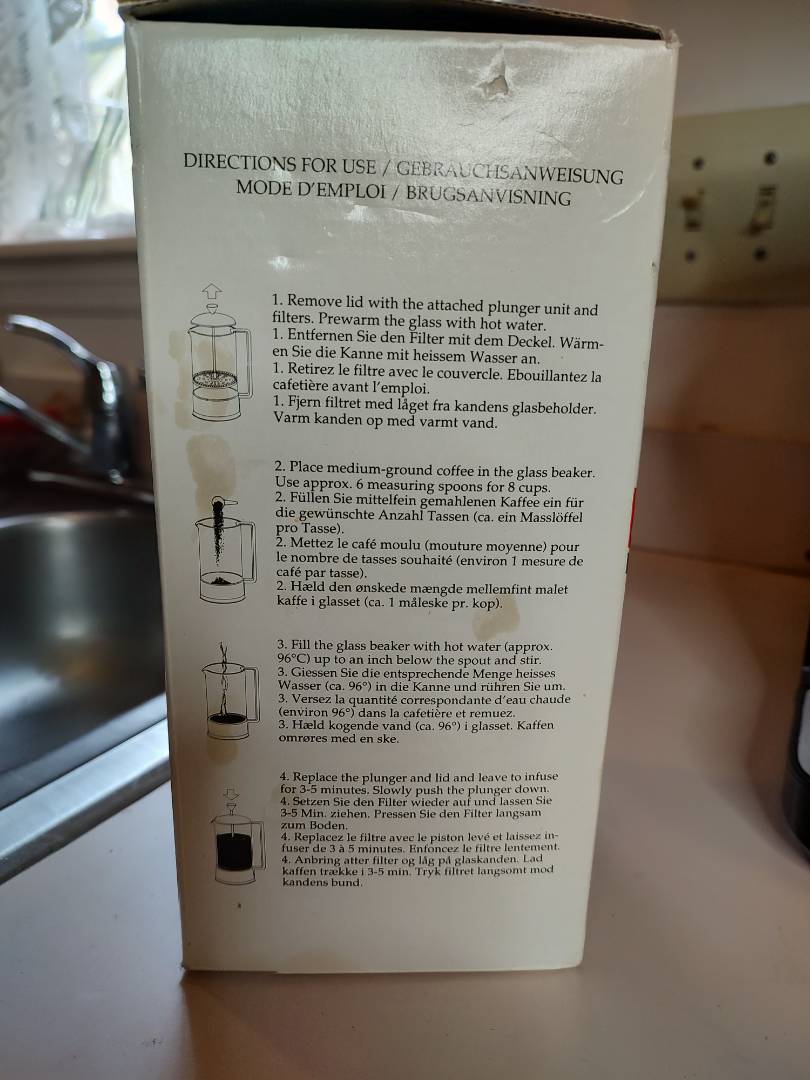 DIRECTIONS FOR USE / GEBRAUCHSANWEISUNG
MODE D'EMPLOI / BRUGSANVISNING
1. Remove lid with the attached plunger unit and
filters. Prewarm the glass with hot water.
1. Entfernen Sie den Filter mit dem Deckel. Wärm-
en Sie die Kanne mit heissem Wasser an.
1. Retirez le filtre avec le couvercle. Ebouillantez la
cafetière avant l'emploi.
1. Fjern filtret med låget fra kandens glasbeholder.
Varm kanden op med varmt vand.
2. Place medium-ground coffee in the glass beaker.
Use approx. 6 measuring spoons for 8 cups.
2. Füllen Sie mittelfein gemahlenen Kaffee ein für
die gewünschte Anzahl Tassen (ca. ein Masslöffel
pro Tasse).
2. Mettez le café moulu (mouture moyenne) pour
le nombre de tasses souhaité (environ 1 mesure de
café par tasse).
2. Hæld den ønskede mængde mellemfint malet
kaffe i glasset (ca. 1 måleske pr. kop).
3. Fill the glass beaker with hot water (approx.
96°C) up to an inch below the spout and stir.
3. Giessen Sie die entsprechende Menge heisses
Wasser (ca. 96°) in die Kanne und rühren Sie um.
3. Versez la quantité correspondante d'eau chaude
(environ 96°) dans la cafetière et remuez.
3. Hæld kogende vand (ca. 96°) i glasset. Kaffen
omrøres med en ske.
4. Replace the plunger and lid and leave to infuse
for 3-5 minutes. Slowly push the plunger down.
4. Setzen Sie den Filter wieder auf und lassen Sie
3-5 Min. ziehen. Pressen Sie den Filter langsam
zum Boden.
4. Replacez le filtre avec le piston levé et laissez in-
fuser de 3 à 5 minutes. Enfoncez le filtre lentement.
4. Anbring atter filter og låg på glaskanden. Lad
kaffen trække i 3-5 min. Tryk filtret langsomt mod
kandens bund.